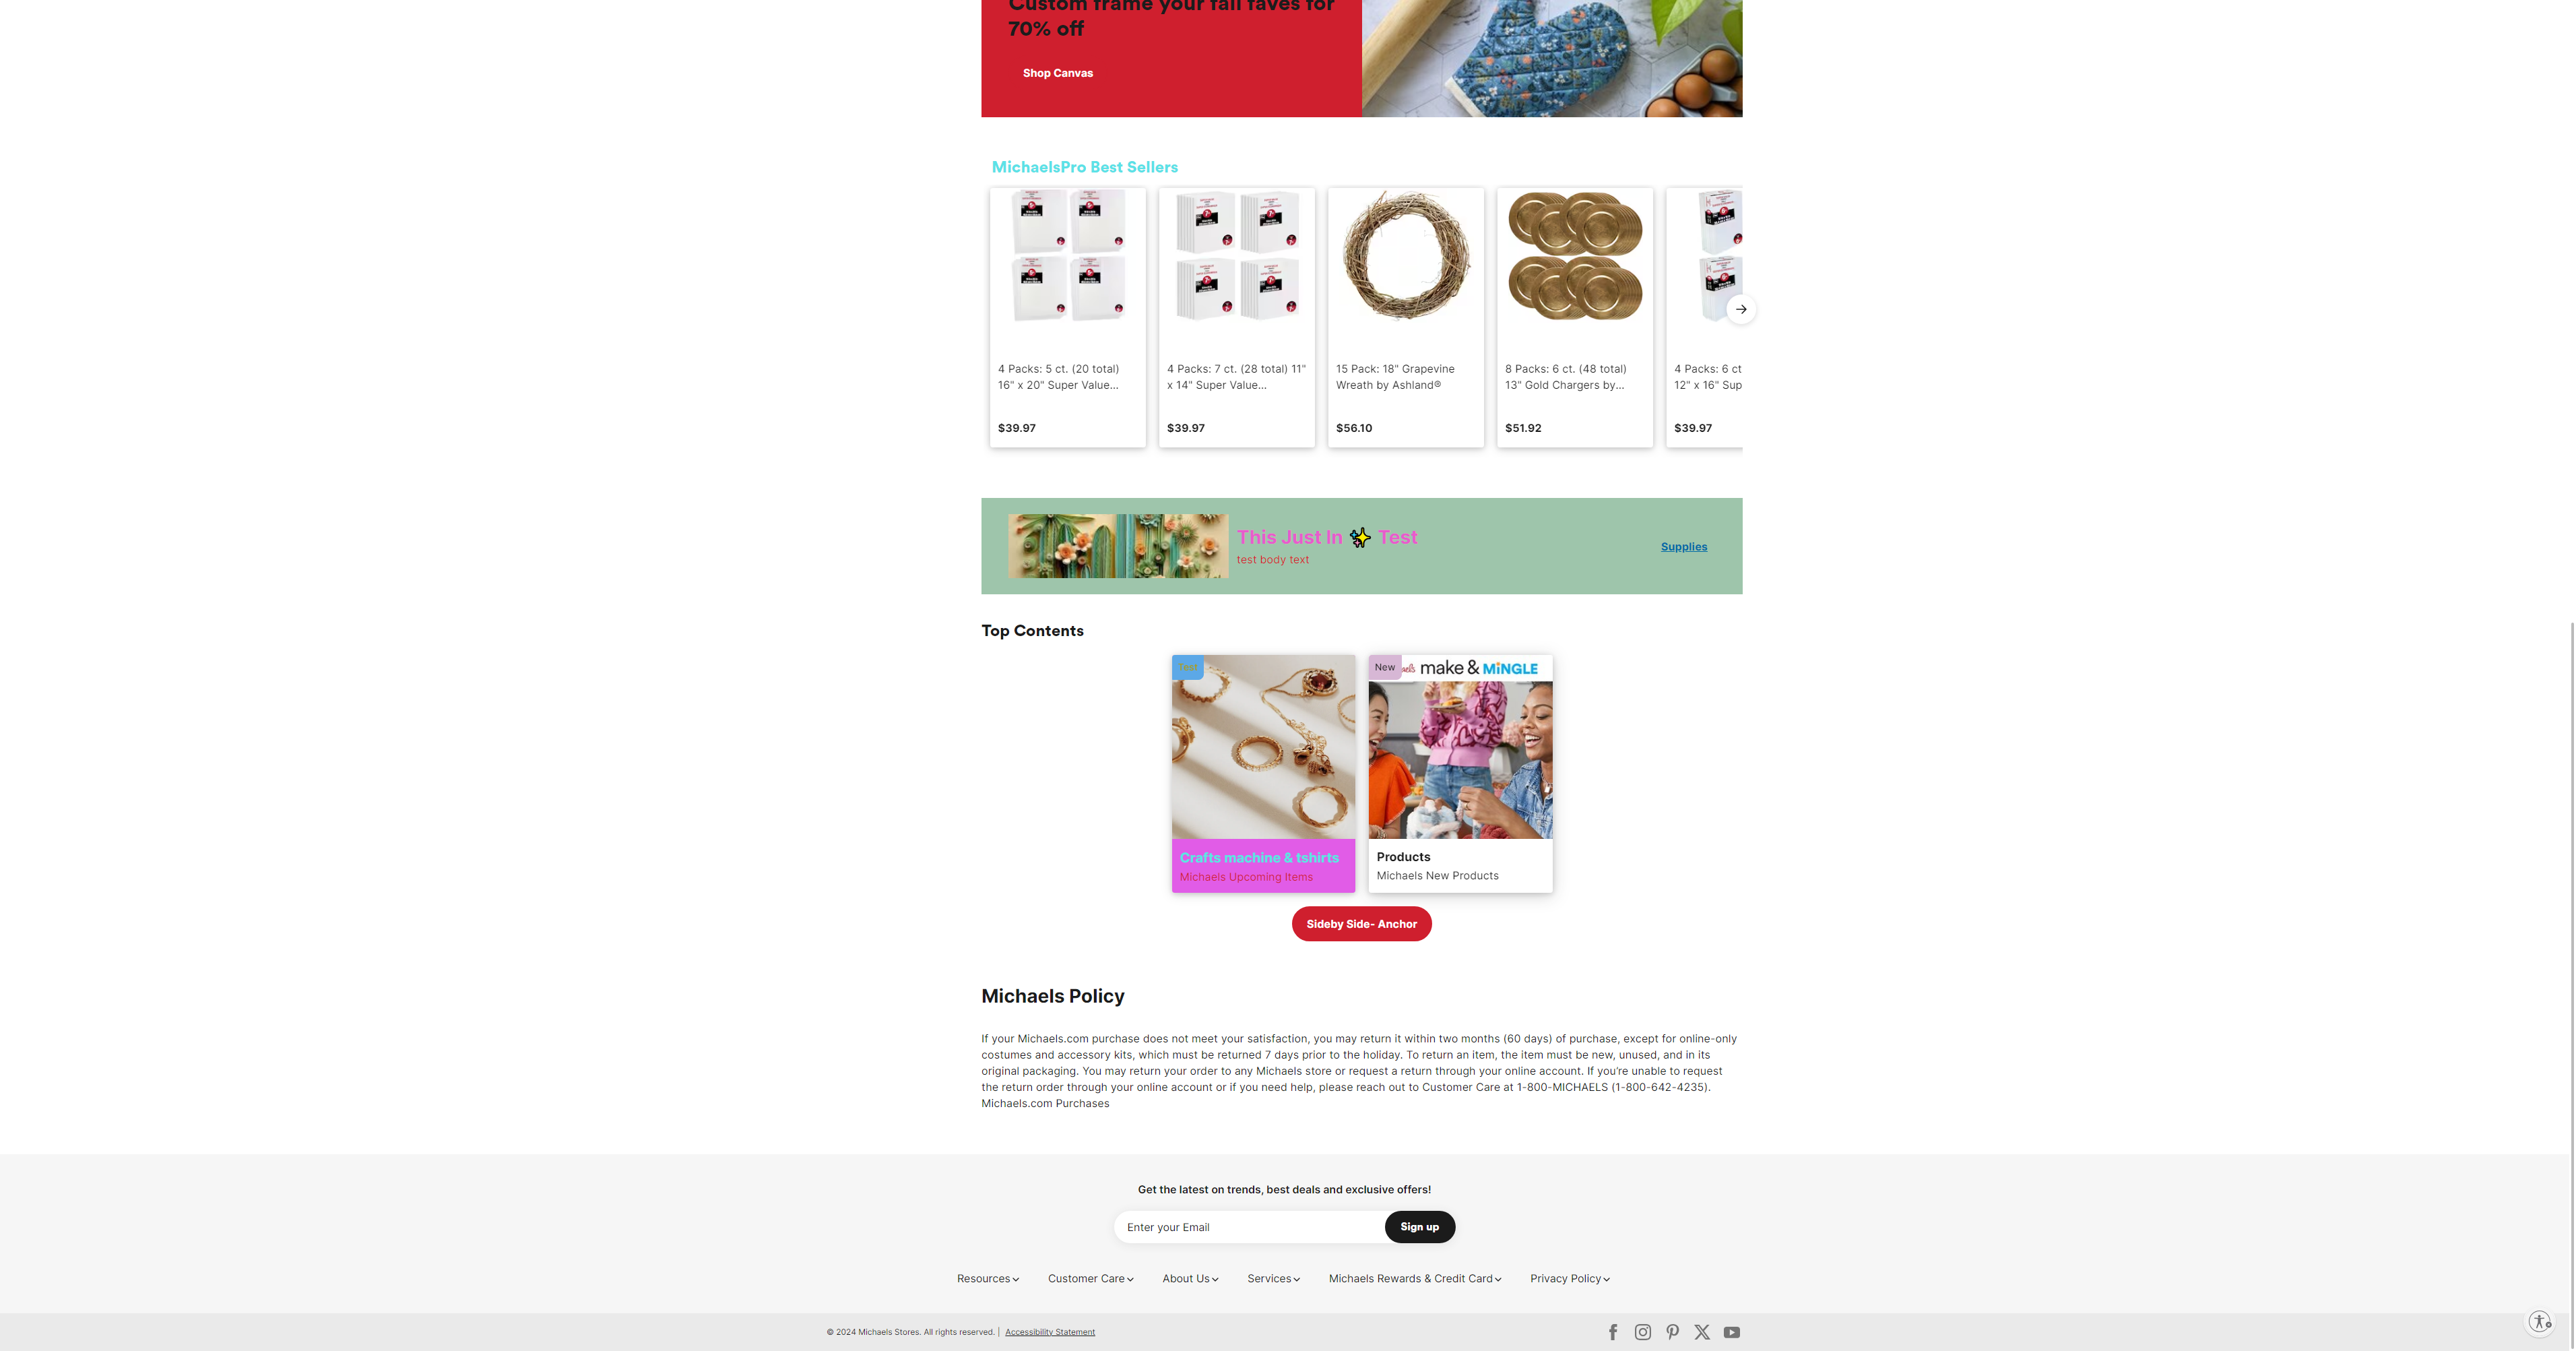 Custom frame your fall faves for
70% off
Shop Canvas
MichaelsPro Best Sellers
4 Packs: 5 ct. (20 total)
16" x 20" Super Value...
$39.97
4 Packs: 7 ct. (28 total) 11"
x 14" Super Value...
$39.97
15 Pack: 18" Grapevine
Wreath by Ashland®
$56.10
8 Packs: 6 ct. (48 total)
13" Gold Chargers by...
$51.92
4 Packs: 6 ct
12" x 16" Sup
$39.97
This Just In ✨ Test
test body text
Supplies
Top Contents
Test
Crafts machine & tshirts
Michaels Upcoming Items
New
make & MiNGLE
Products
Michaels New Products
Sideby Side- Anchor
Michaels Policy
If your Michaels.com purchase does not meet your satisfaction, you may return it within two months (60 days) of purchase, except for online-only
costumes and accessory kits, which must be returned 7 days prior to the holiday. To return an item, the item must be new, unused, and in its
original packaging. You may return your order to any Michaels store or request a return through your online account. If you're unable to request
the return order through your online account or if you need help, please reach out to Customer Care at 1-800-MICHAELS (1-800-642-4235).
Michaels.com Purchases
Get the latest on trends, best deals and exclusive offers!
Enter your Email
Sign up
Resources
Customer Care
About Us
Services
Michaels Rewards & Credit Card
Privacy Policy
© 2024 Michaels Stores. All rights reserved. |
Accessibility Statement